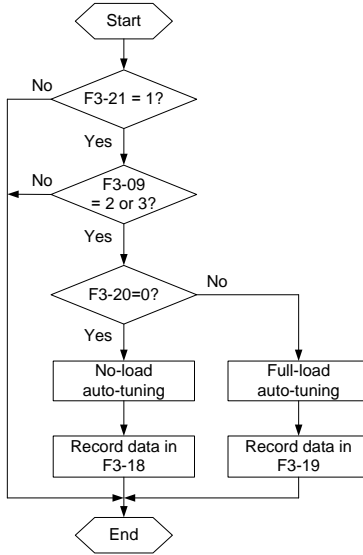 Start
No
F3-21 = 1?
Yes
No
F3-09
= 2 or 3?
Yes
F3-20=0?
No
Yes
No-load
auto-tuning
Full-load
auto-tuning
Record data in
F3-18
Record data in
F3-19
End